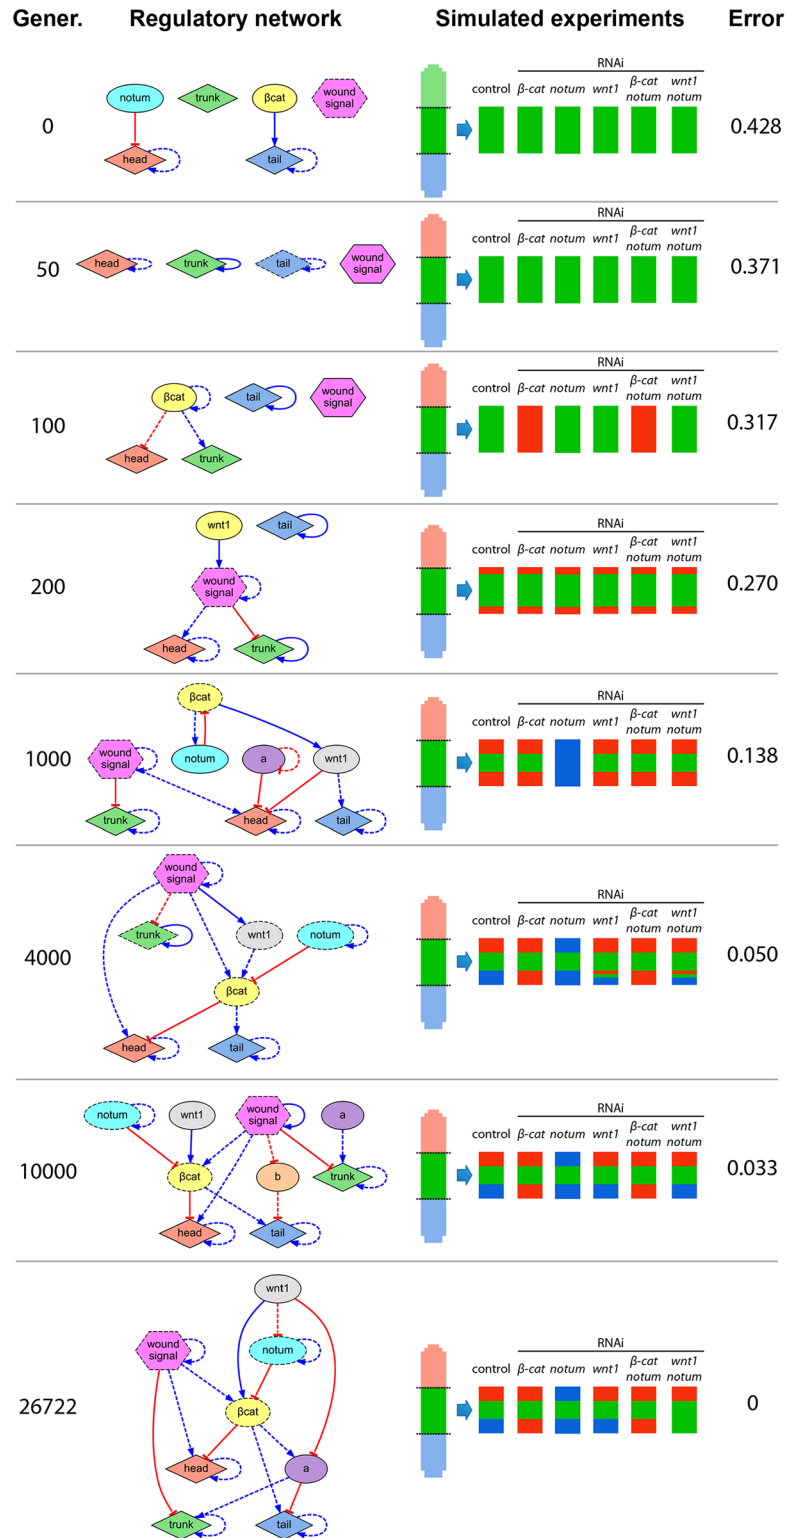 Gener. Regulatory network Simulated experiments Error
0
notum trunk βcat wound signal
head tail
RNAi
control β-cat notum wnt1 β-cat notum wnt1 notum
0.428
50
head trunk tail wound signal
RNAi
control β-cat notum wnt1 β-cat notum wnt1 notum
0.371
100
βcat tail wound signal
head trunk
RNAi
control β-cat notum wnt1 β-cat notum wnt1 notum
0.317
200
wnt1 tail
wound signal
head trunk
RNAi
control β-cat notum wnt1 β-cat notum wnt1 notum
0.270
1000
βcat
wound signal notum a wnt1
trunk head tail
RNAi
control β-cat notum wnt1 β-cat notum wnt1 notum
0.138
4000
wound signal
trunk wnt1 notum
βcat
head tail
RNAi
control β-cat notum wnt1 β-cat notum wnt1 notum
0.050
10000
notum wnt1 wound signal a
βcat b trunk
head tail
RNAi
control β-cat notum wnt1 β-cat notum wnt1 notum
0.033
26722
wnt1
wound signal notum
βcat
head a
trunk tail
RNAi
control β-cat notum wnt1 β-cat notum wnt1 notum
0